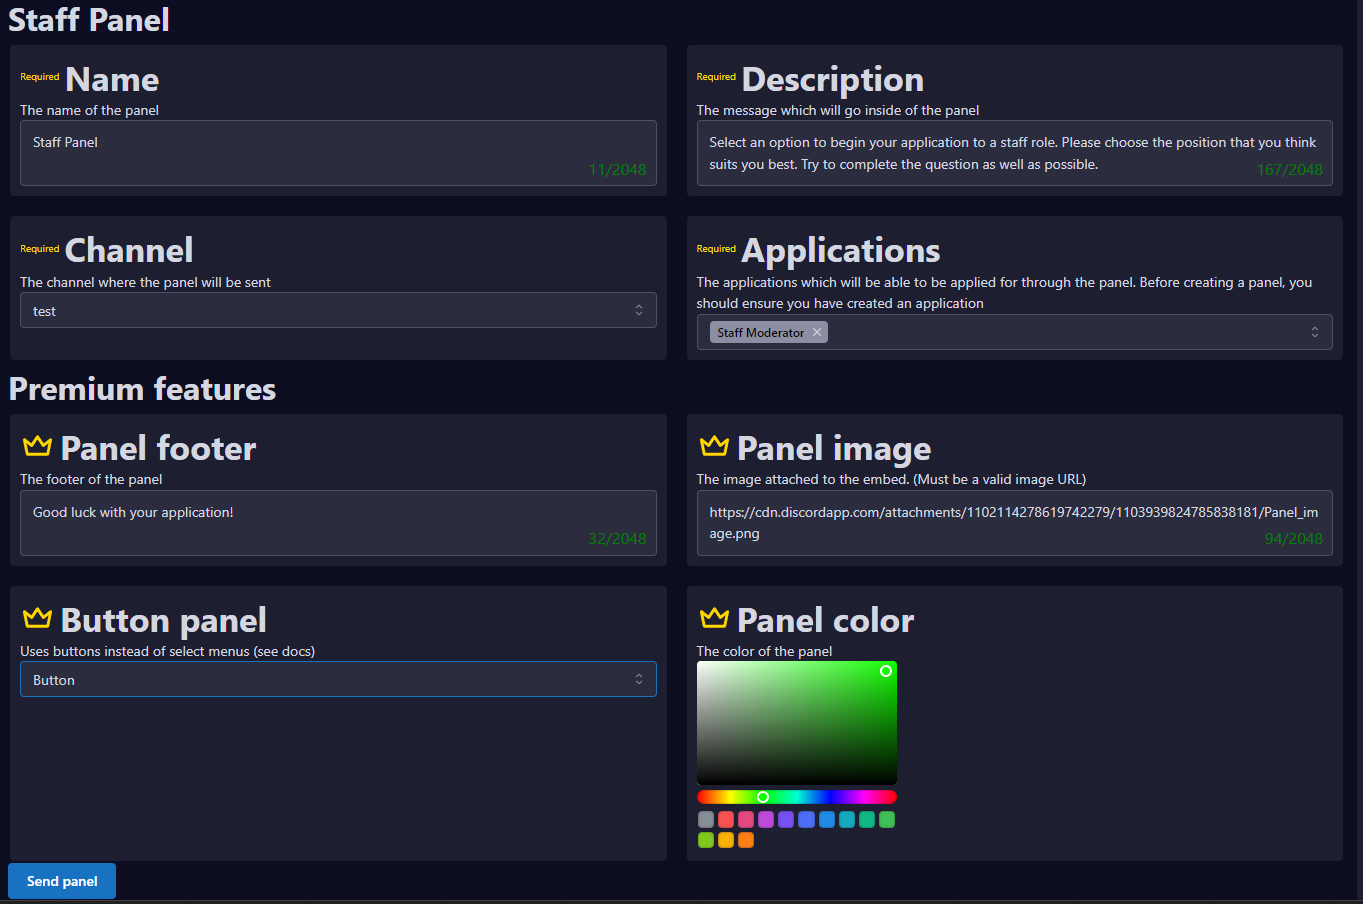 Staff Panel
Required Name
The name of the panel
Staff Panel
11/2048
Required Description
The message which will go inside of the panel
Select an option to begin your application to a staff role. Please choose the position that you think
suits you best. Try to complete the question as well as possible.
167/2048
Required Channel
The channel where the panel will be sent
test
Required Applications
The applications which will be able to be applied for through the panel. Before creating a panel, you
should ensure you have created an application
Staff Moderator
Premium features
Panel footer
The footer of the panel
Good luck with your application!
32/2048
Panel image
The image attached to the embed. (Must be a valid image URL)
https://cdn.discordapp.com/attachments/1102114278619742279/1103939824785838181/Panel_im
age.png
94/2048
Button panel
Uses buttons instead of select menus (see docs)
Button
Panel color
The color of the panel
Send panel